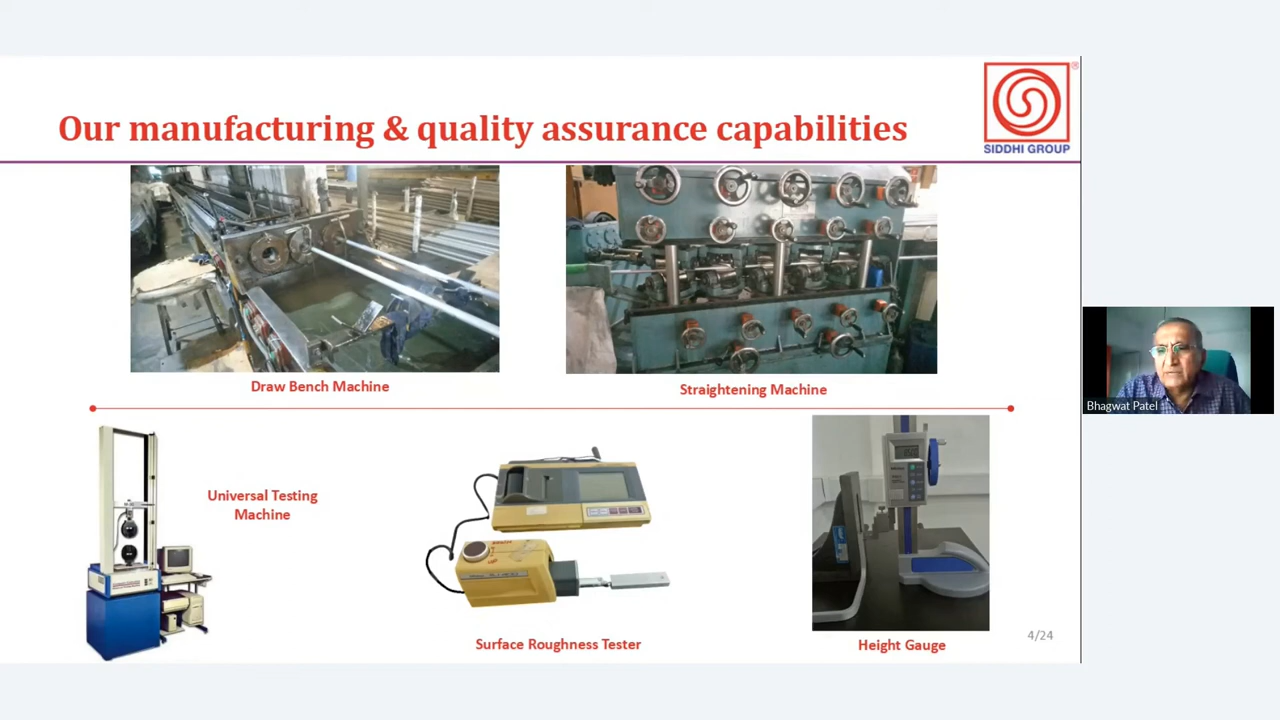 Our manufacturing & quality assurance capabilities
®
SIDDHI GROUP
Draw Bench Machine
Straightening Machine
Universal Testing
Machine
Surface Roughness Tester
Height Gauge
4/24
Bhagwat Patel